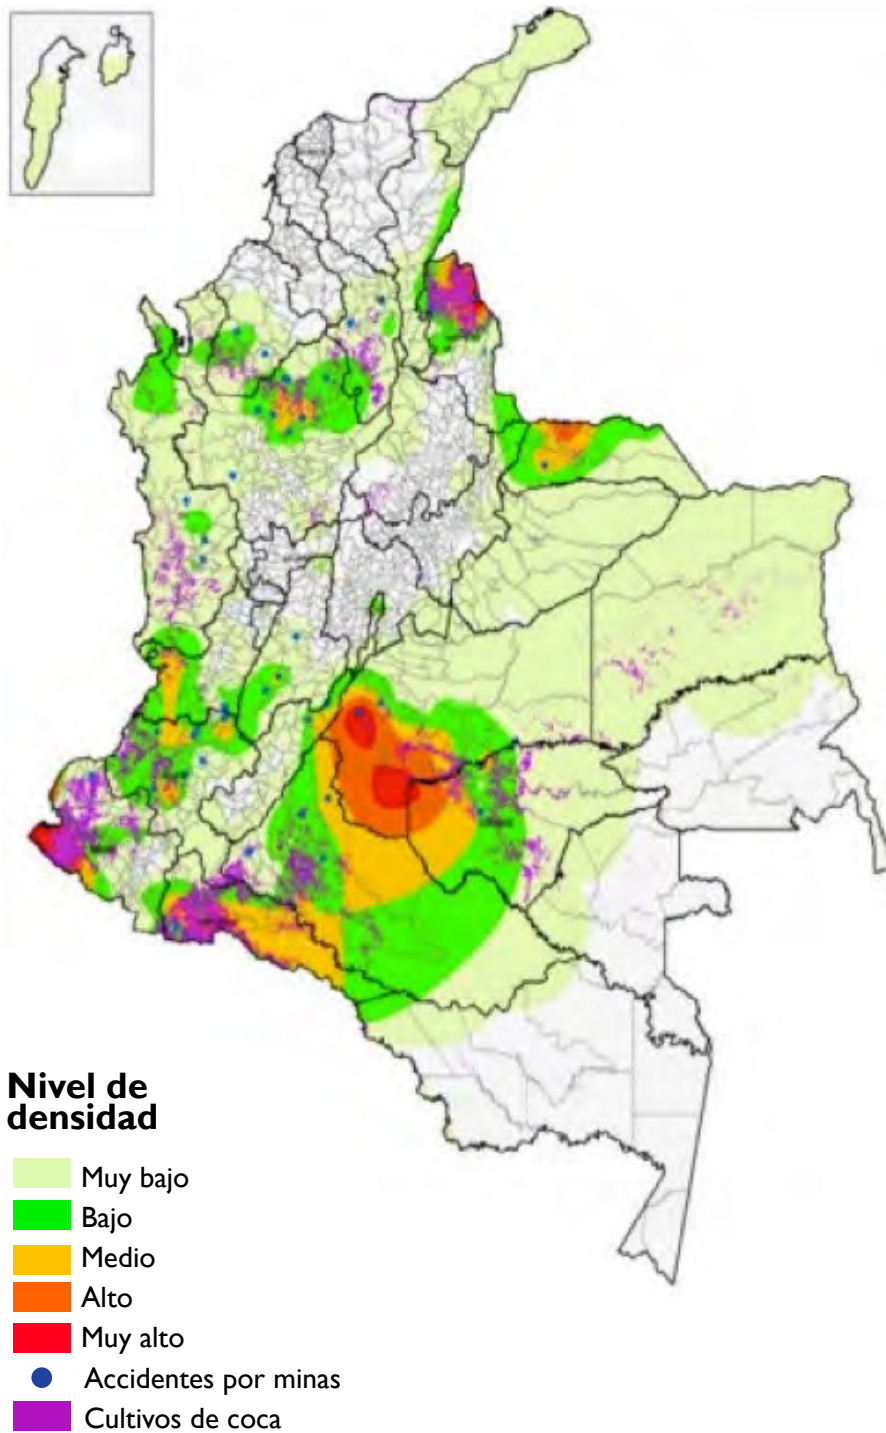 Nivel de
densidad
Muy bajo
Bajo
Medio
Alto
Muy alto
Accidentes por minas
Cultivos de coca